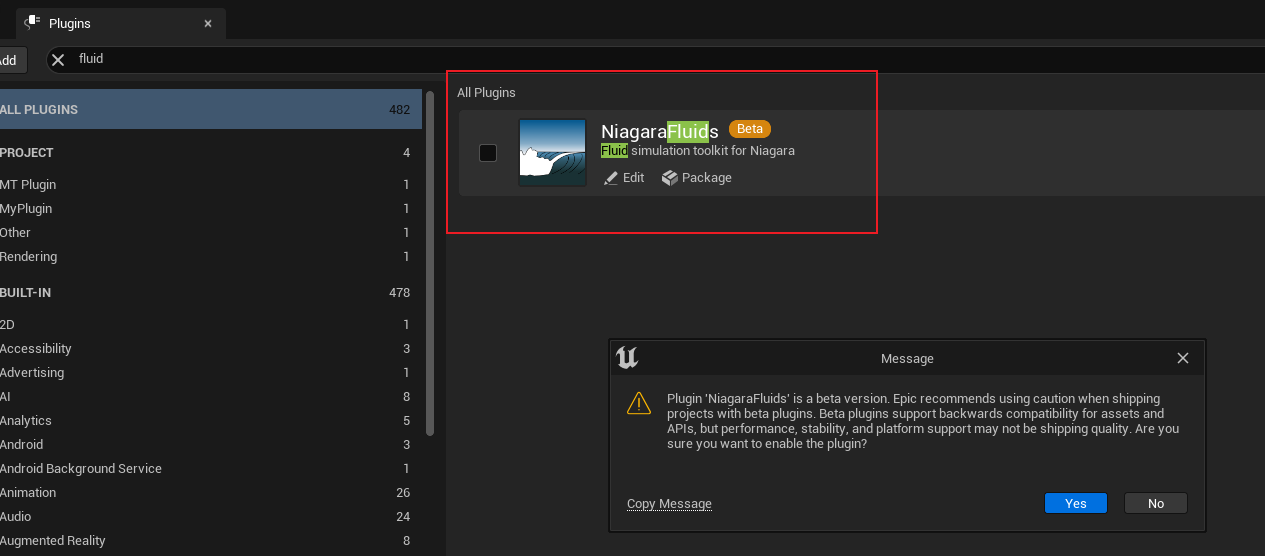 Plugins
Add
fluid
ALL PLUGINS 482
PROJECT 4
MT Plugin 1
MyPlugin 1
Other 1
Rendering 1
BUILT-IN 478
2D 1
Accessibility 3
Advertising 1
AI 8
Analytics 5
Android 3
Android Background Service 1
Animation 26
Audio 24
Augmented Reality 8
All Plugins
NiagaraFluids Beta
Fluid simulation toolkit for Niagara
Edit Package
Message
Plugin 'NiagaraFluids' is a beta version. Epic recommends using caution when shipping
projects with beta plugins. Beta plugins support backwards compatibility for assets and
APIs, but performance, stability, and platform support may not be shipping quality. Are you
sure you want to enable the plugin?
Copy Message
Yes No